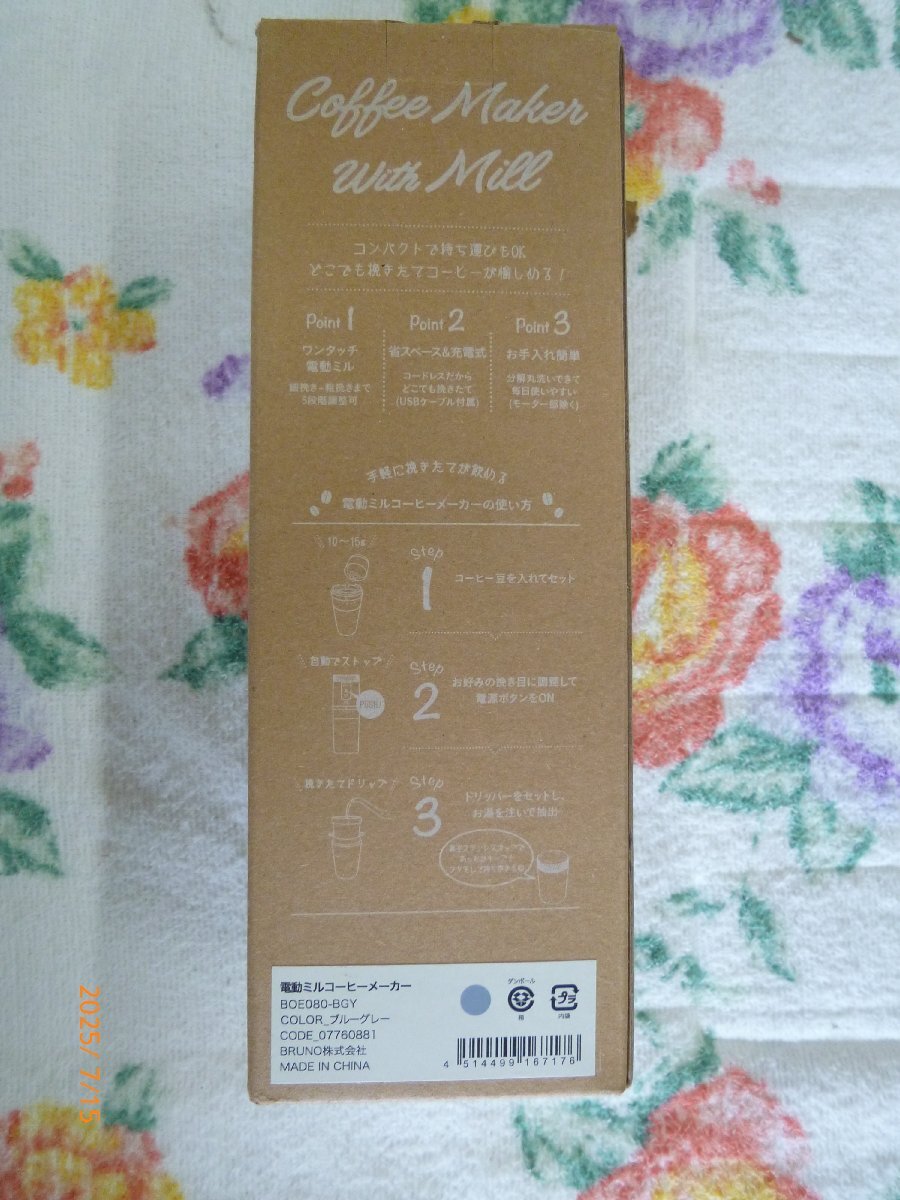 Coffee Maker
With Mill
コンパクトで持ち運びもOK
どこでも挽きたてコーヒーが愉しめる!
Point 1
ワンタッチ
電動ミル
細挽き~粗挽きまで
5段階調整可
Point 2
省スペース&充電式
コードレスだから
どこでも挽きたて
(USBケーブル付属)
Point 3
お手入れ簡単
分解丸洗いできて
毎日使いやすい
(モーター部除く)
手軽に挽きたてが飲める
電動ミルコーヒーメーカーの使い方
10~15g
Step
1
コーヒー豆を入れてセット
自動でストップ
PUSH!
Step
2
お好みの挽き目に調整して
電源ボタンをON
挽きたてドリップ
Step
3
ドリッパーをセットし、
お湯を注いで抽出
電動ミルコーヒーメーカー
BOE080-BGY
COLOR_ブルーグレー
CODE_07760881
BRUNO株式会社
MADE IN CHINA
ダンボール
箱
プラ
内袋
4 514499 167176
2025/ 7/15